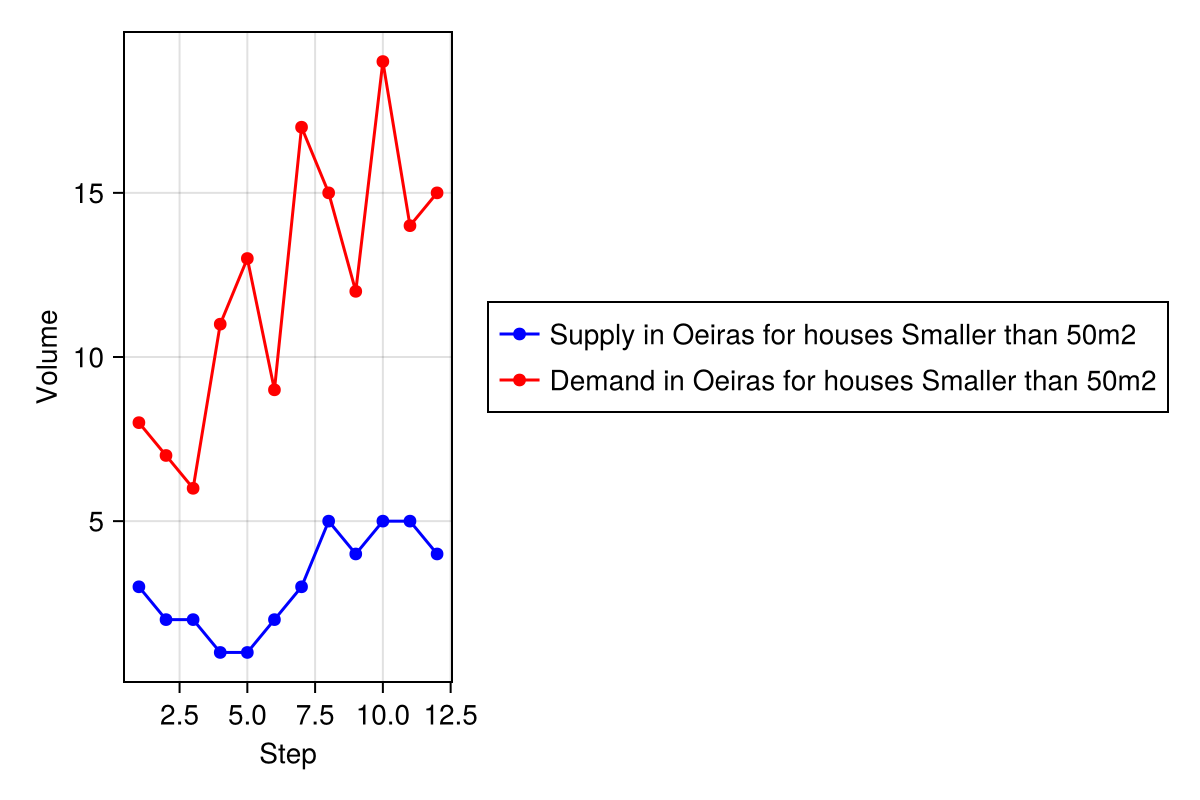 15
10
5
Volume
2.5 5.0 7.5 10.0 12.5
Step
Supply in Oeiras for houses Smaller than 50m2
Demand in Oeiras for houses Smaller than 50m2